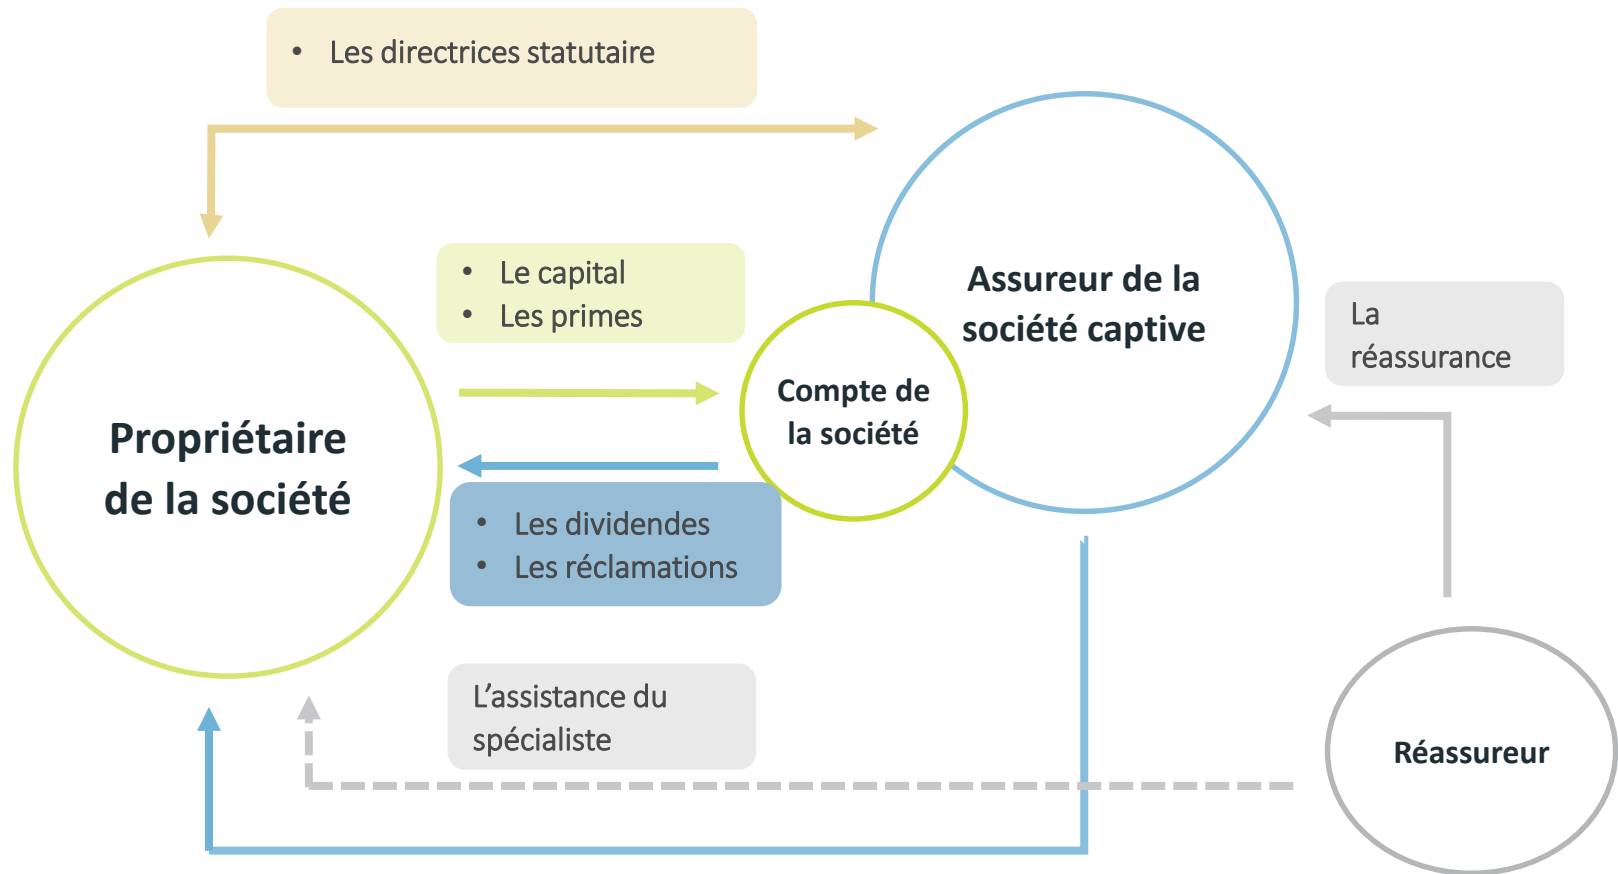 • Les directrices statutaire
• Le capital
• Les primes
Assureur de la
société captive
La
réassurance
Compte de
la société
Propriétaire
de la société
• Les dividendes
• Les réclamations
L’assistance du
spécialiste
Réassureur